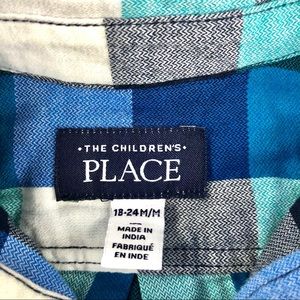 • THE CHILDREN'S •
PLACE
18-24M/M
MADE IN
INDIA
FABRIQUÉ
EN INDE